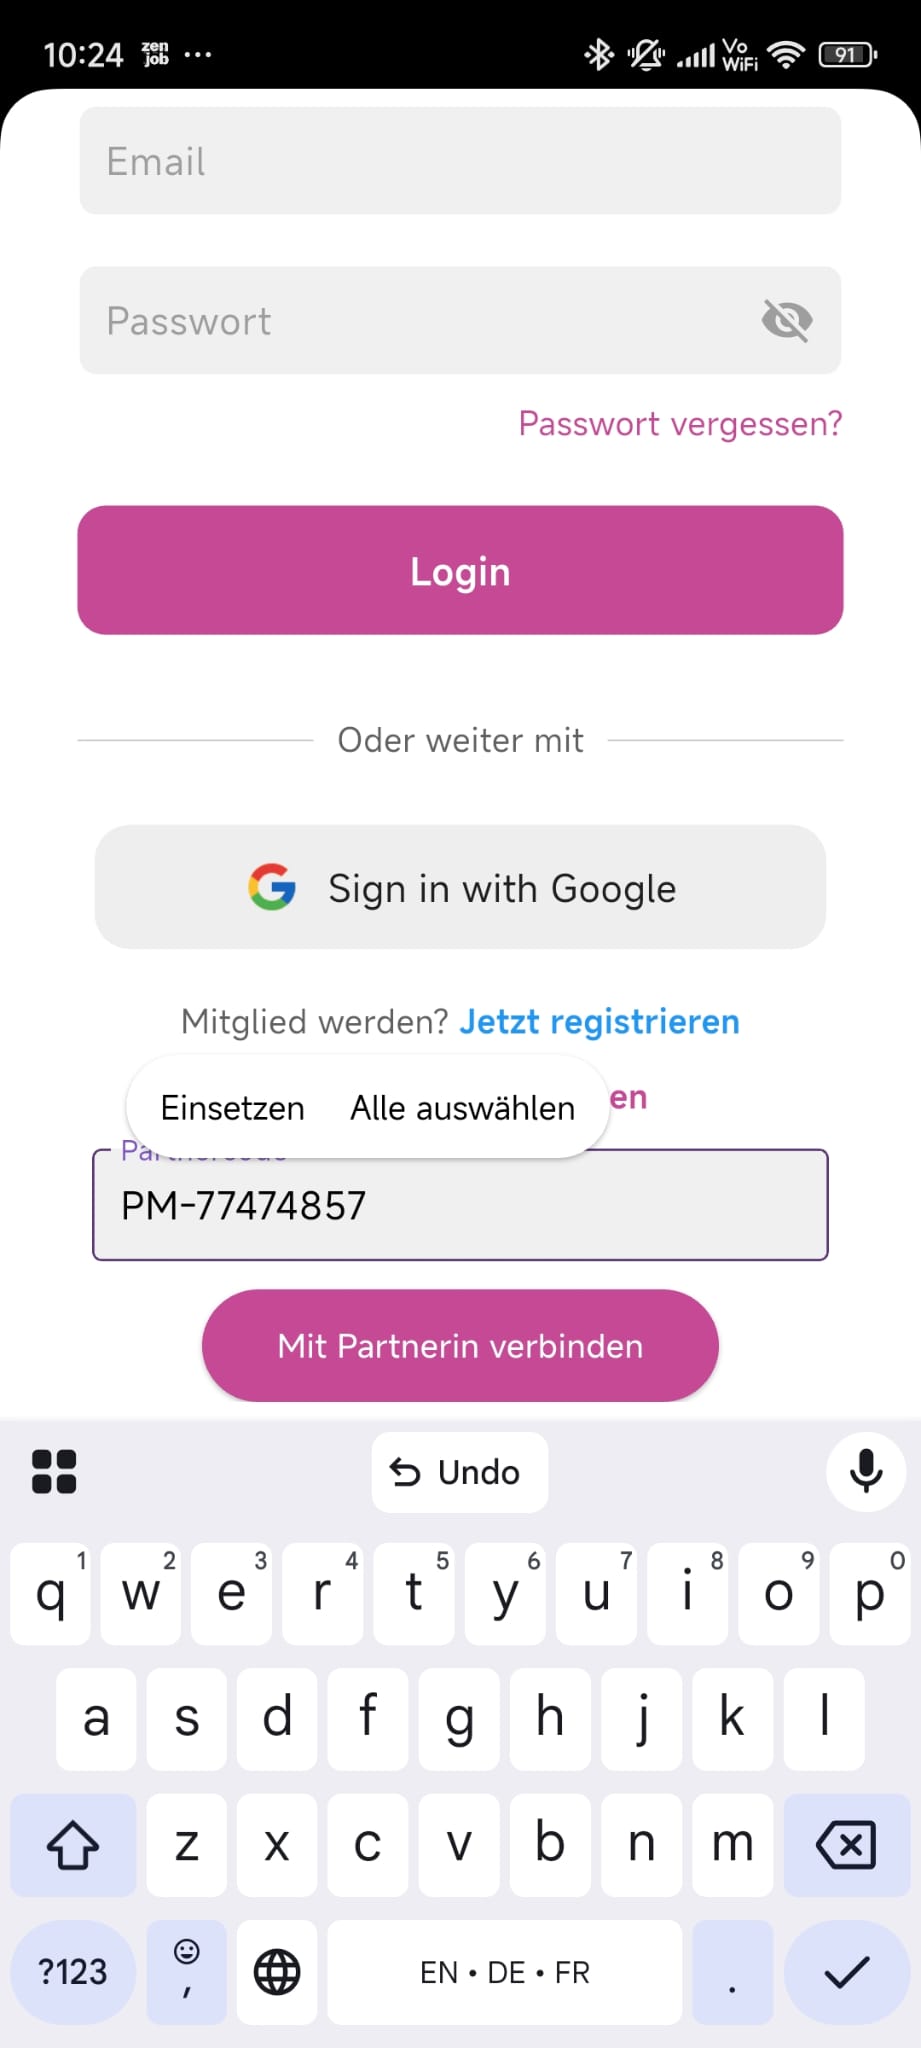 10:24 zen job ... Vo WiFi 91
Email
Passwort
Passwort vergessen?
Login
Oder weiter mit
Sign in with Google
Mitglied werden? Jetzt registrieren
Einsetzen Alle auswählen en
PM-77474857
Mit Partnerin verbinden
Undo
q 1 w 2 e 3 r 4 t 5 y 6 u 7 i 8 o 9 p 0
a s d f g h j k l
z x c v b n m
?123 , EN • DE • FR .